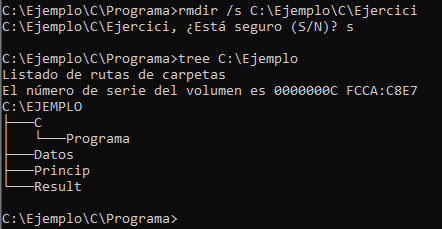 C:\Ejemplo\C\Programa>rmdir /s C:\Ejemplo\C\Ejercici
C:\Ejemplo\C\Ejercici, ¿Está seguro (S/N)? s
C:\Ejemplo\C\Programa>tree C:\Ejemplo
Listado de rutas de carpetas
El número de serie del volumen es 0000000C FCCA:C8E7
C:\EJEMPLO
├───C
│   └───Programa
├───Datos
├───Princip
└───Result
C:\Ejemplo\C\Programa>